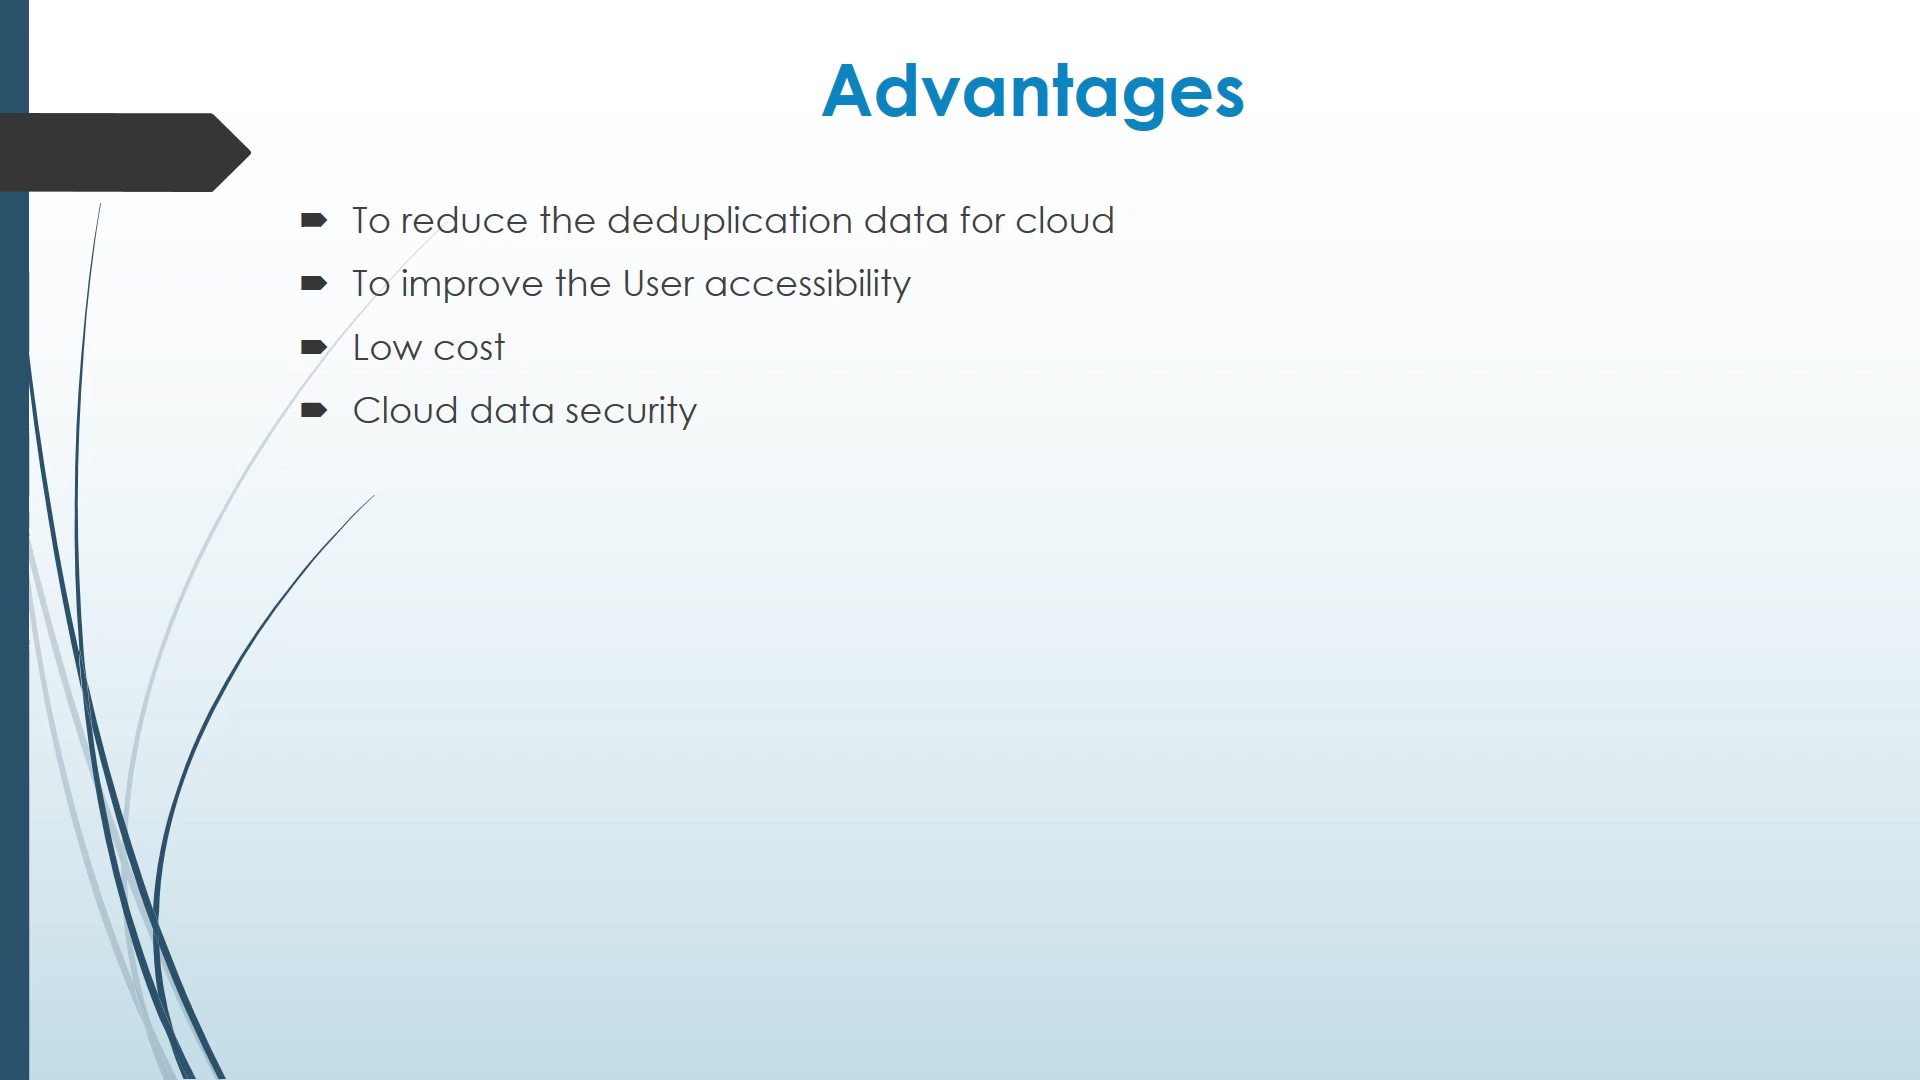 Advantages
To reduce the deduplication data for cloud
To improve the User accessibility
Low cost
Cloud data security